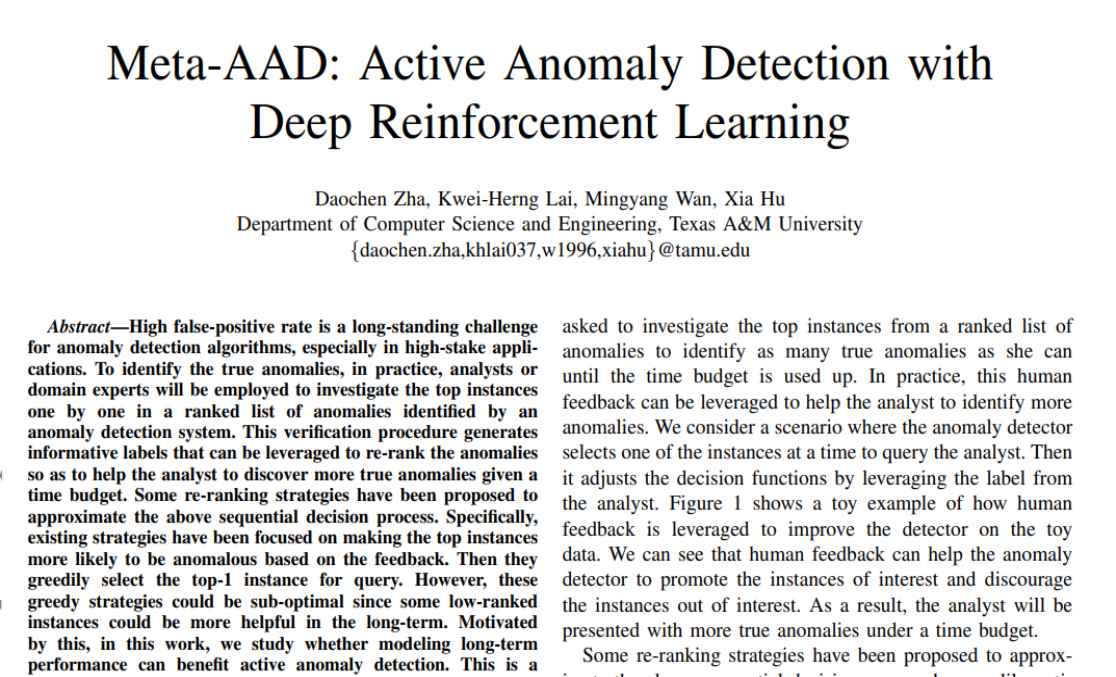 Meta-AAD: Active Anomaly Detection with
Deep Reinforcement Learning
Daochen Zha, Kwei-Herng Lai, Mingyang Wan, Xia Hu
Department of Computer Science and Engineering, Texas A&M University
{daochen.zha,khlai037,w1996,xiahu}@tamu.edu
Abstract—High false-positive rate is a long-standing challenge
for anomaly detection algorithms, especially in high-stake appli-
cations. To identify the true anomalies, in practice, analysts or
domain experts will be employed to investigate the top instances
one by one in a ranked list of anomalies identified by an
anomaly detection system. This verification procedure generates
informative labels that can be leveraged to re-rank the anomalies
so as to help the analyst to discover more true anomalies given a
time budget. Some re-ranking strategies have been proposed to
approximate the above sequential decision process. Specifically,
existing strategies have been focused on making the top instances
more likely to be anomalous based on the feedback. Then they
greedily select the top-1 instance for query. However, these
greedy strategies could be sub-optimal since some low-ranked
instances could be more helpful in the long-term. Motivated
by this, in this work, we study whether modeling long-term
performance can benefit active anomaly detection. This is a
asked to investigate the top instances from a ranked list of
anomalies to identify as many true anomalies as she can
until the time budget is used up. In practice, this human
feedback can be leveraged to help the analyst to identify more
anomalies. We consider a scenario where the anomaly detector
selects one of the instances at a time to query the analyst. Then
it adjusts the decision functions by leveraging the label from
the analyst. Figure 1 shows a toy example of how human
feedback is leveraged to improve the detector on the toy
data. We can see that human feedback can help the anomaly
detector to promote the instances of interest and discourage
the instances out of interest. As a result, the analyst will be
presented with more true anomalies under a time budget.
Some re-ranking strategies have been proposed to approx-